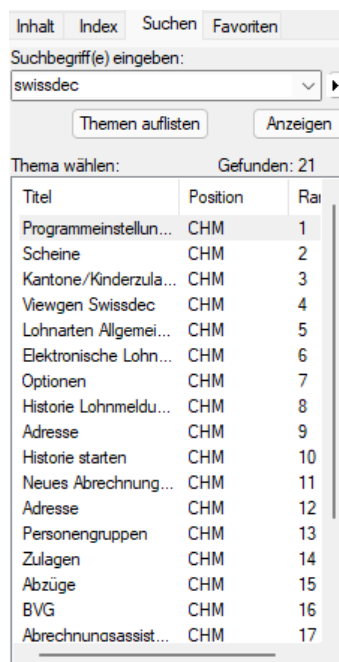 Inhalt Index Suchen Favoriten
Suchbegriff(e) eingeben:
swissdec
Themen auflisten Anzeigen
Thema wählen: Gefunden: 21
Titel Position Ra
Programmeinstellun... CHM 1
Scheine CHM 2
Kantone/Kinderzula... CHM 3
Viewgen Swissdec CHM 4
Lohnarten Allgemei... CHM 5
Elektronische Lohn... CHM 6
Optionen CHM 7
Historie Lohnmeldu... CHM 8
Adresse CHM 9
Historie starten CHM 10
Neues Abrechnung... CHM 11
Adresse CHM 12
Personengruppen CHM 13
Zulagen CHM 14
Abzüge CHM 15
BVG CHM 16
Abrechnungsassist... CHM 17